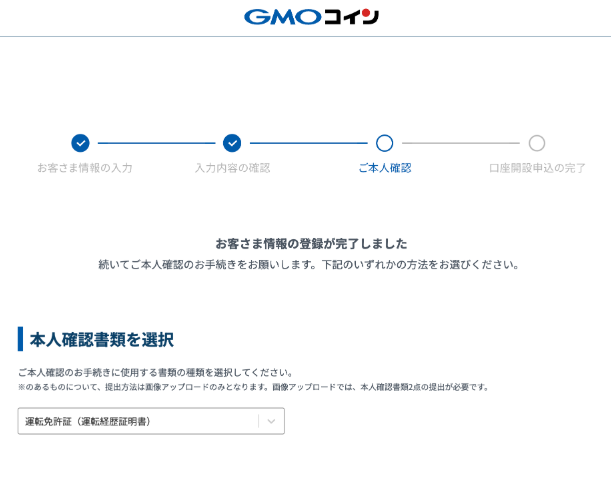 GMOコイン
お客さま情報の入力
入力内容の確認
ご本人確認
口座開設申込の完了
お客さま情報の登録が完了しました
続いてご本人確認のお手続きをお願いします。下記のいずれかの方法をお選びください。
本人確認書類を選択
ご本人確認のお手続きに使用する書類の種類を選択してください。
※のあるものについて、提出方法は画像アップロードのみとなります。画像アップロードでは、本人確認書類2点の提出が必要です。
運転免許証（運転経歴証明書）